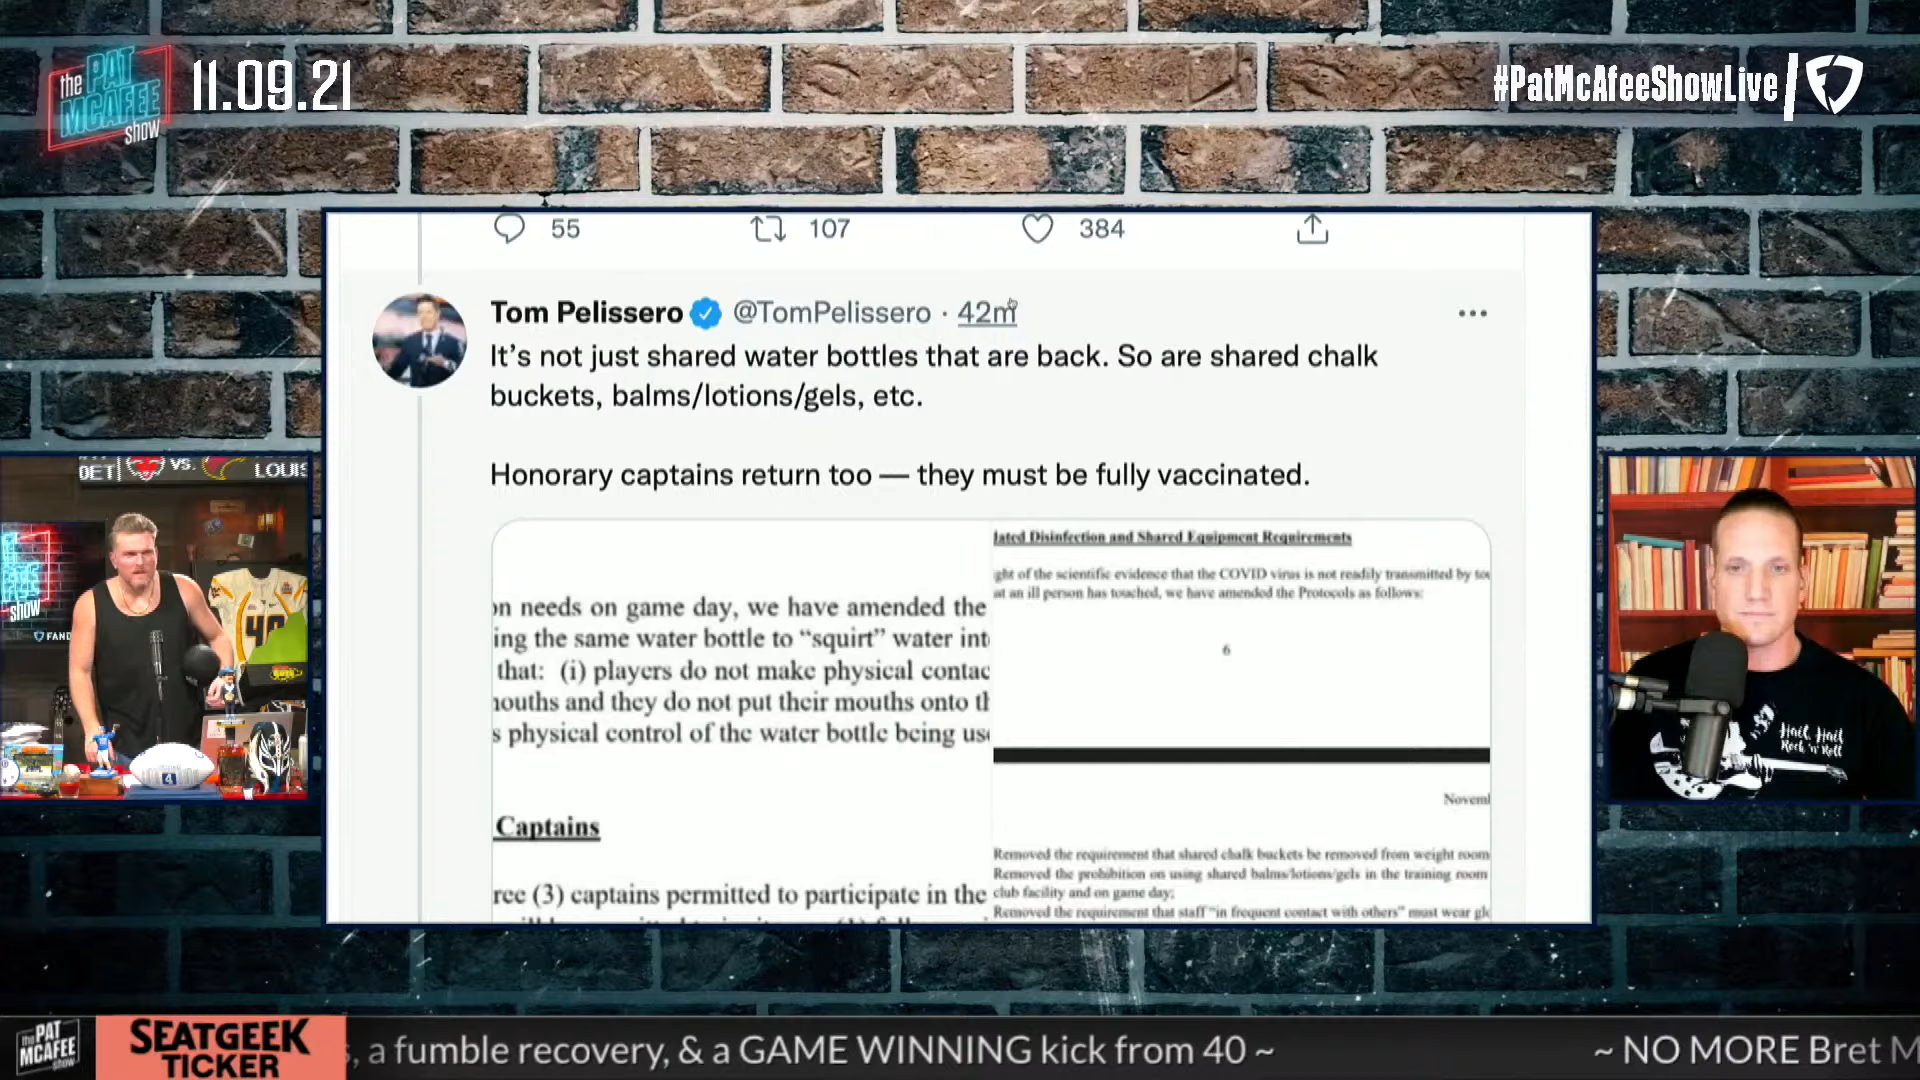 the PAT MCAFEE show
11.09.21
#PatMcAfeeShowLive
55 107 384
Tom Pelissero @TomPelissero · 42m
It’s not just shared water bottles that are back. So are shared chalk
buckets, balms/lotions/gels, etc.
Honorary captains return too — they must be fully vaccinated.
on needs on game day, we have amended the
ing the same water bottle to “squirt” water int
that: (i) players do not make physical contac
nouths and they do not put their mouths onto th
s physical control of the water bottle being us
Captains
ree (3) captains permitted to participate in the
lated Disinfection and Shared Equipment Requirements
ght of the scientific evidence that the COVID virus is not readily transmitted by tou
at an ill person has touched, we have amended the Protocols as follows:
6
Novem
Removed the requirement that shared chalk buckets be removed from weight room
Removed the prohibition on using shared balms/lotions/gels in the training room
club facility and on game day;
Removed the requirement that staff “in frequent contact with others” must wear gl
VS.
LOUIS
show
FAND
4
Hail, Hail
Rock 'n' Roll
the PAT MCAFEE show
SEATGEEK
TICKER
, a fumble recovery, & a GAME WINNING kick from 40 ~
~ NO MORE Bret M